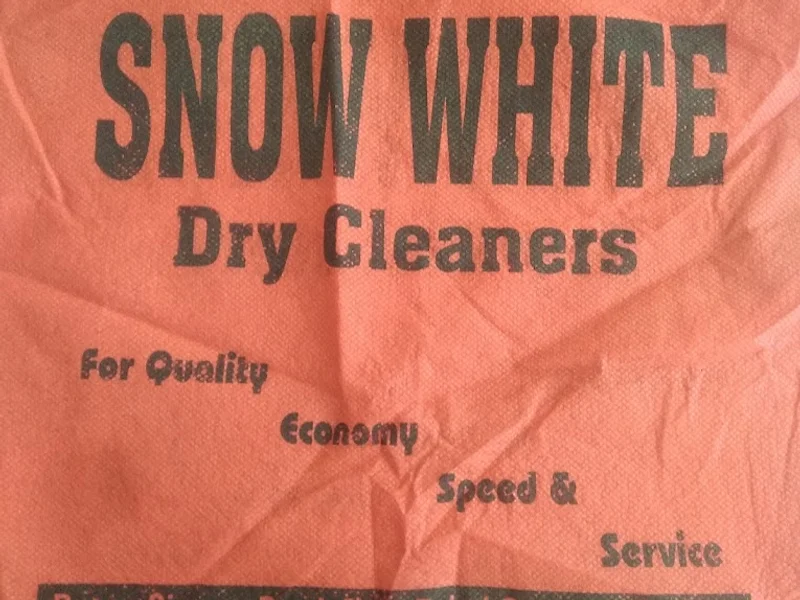 SNOW WHITE
Dry Cleaners
For Quality
Economy
Speed &
Service